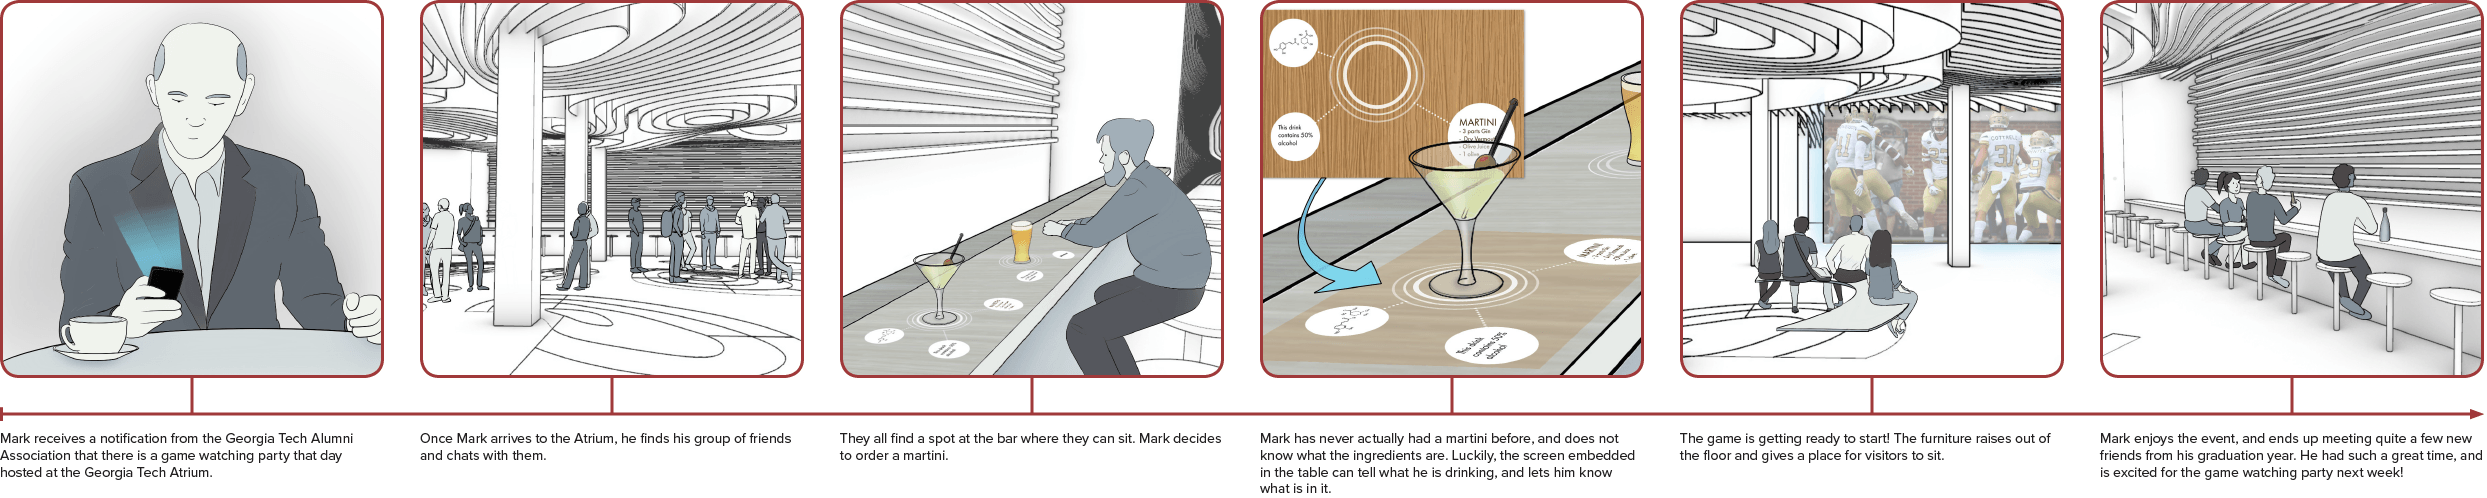 This drink
contains 50%
alcohol
MARTINI
- 3 parts Gin
- Dry Vermouth
- Olive Juice
- 1 olive
MARTINI
This drink
contains 50%
alcohol
COTTRELL
31
Mark receives a notification from the Georgia Tech Alumni
Association that there is a game watching party that day
hosted at the Georgia Tech Atrium.
Once Mark arrives to the Atrium, he finds his group of friends
and chats with them.
They all find a spot at the bar where they can sit. Mark decides
to order a martini.
Mark has never actually had a martini before, and does not
know what the ingredients are. Luckily, the screen embedded
in the table can tell what he is drinking, and lets him know
what is in it.
The game is getting ready to start! The furniture raises out of
the floor and gives a place for visitors to sit.
Mark enjoys the event, and ends up meeting quite a few new
friends from his graduation year. He had such a great time, and
is excited for the game watching party next week!